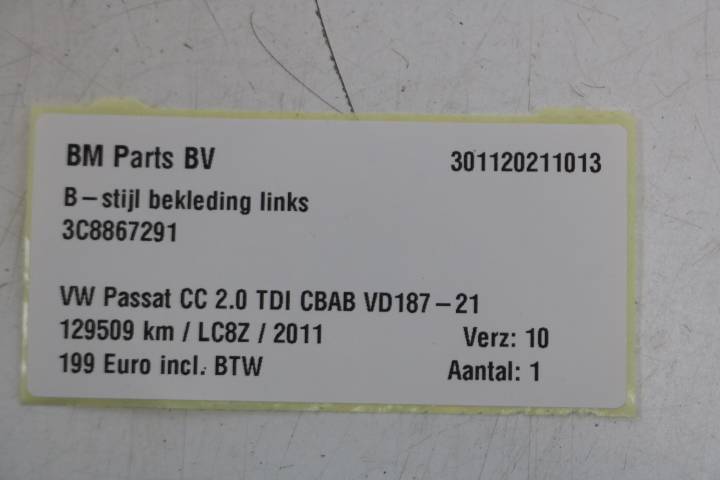 BM Parts BV 301120211013
B-stijl bekleding links
3C8867291
VW Passat CC 2.0 TDI CBAB VD187-21
129509 km / LC8Z / 2011 Verz: 10
199 Euro incl. BTW Aantal: 1